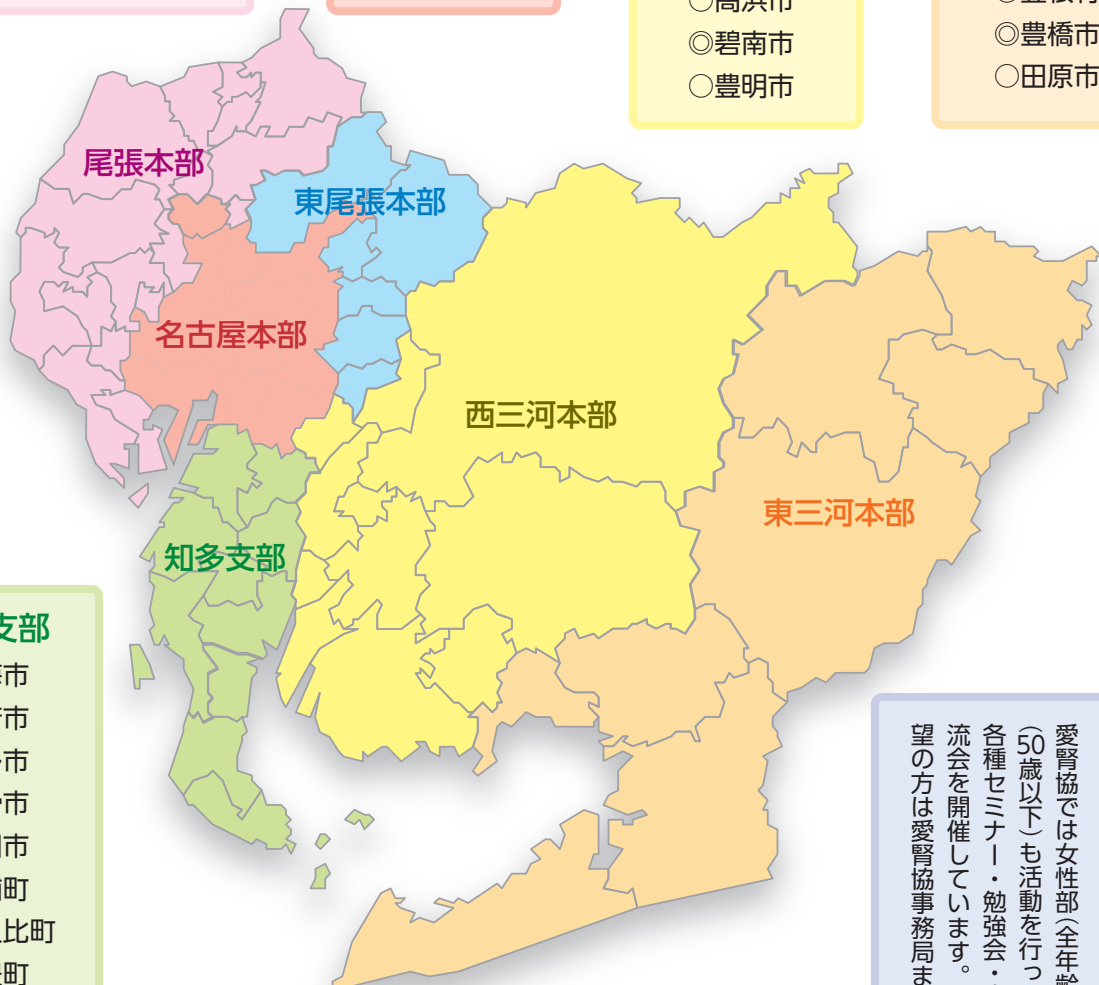 ○高浜市
◎碧南市
○豊明市
◎豊橋市
○田原市
尾張本部
東尾張本部
名古屋本部
西三河本部
東三河本部
知多支部
支部
市
市
市
市
市
町
比町
町
愛腎協では女性部(全年齢
(50歳以下)も活動を行っ
各種セミナー・勉強会・
流会を開催しています。
望の方は愛腎協事務局ま